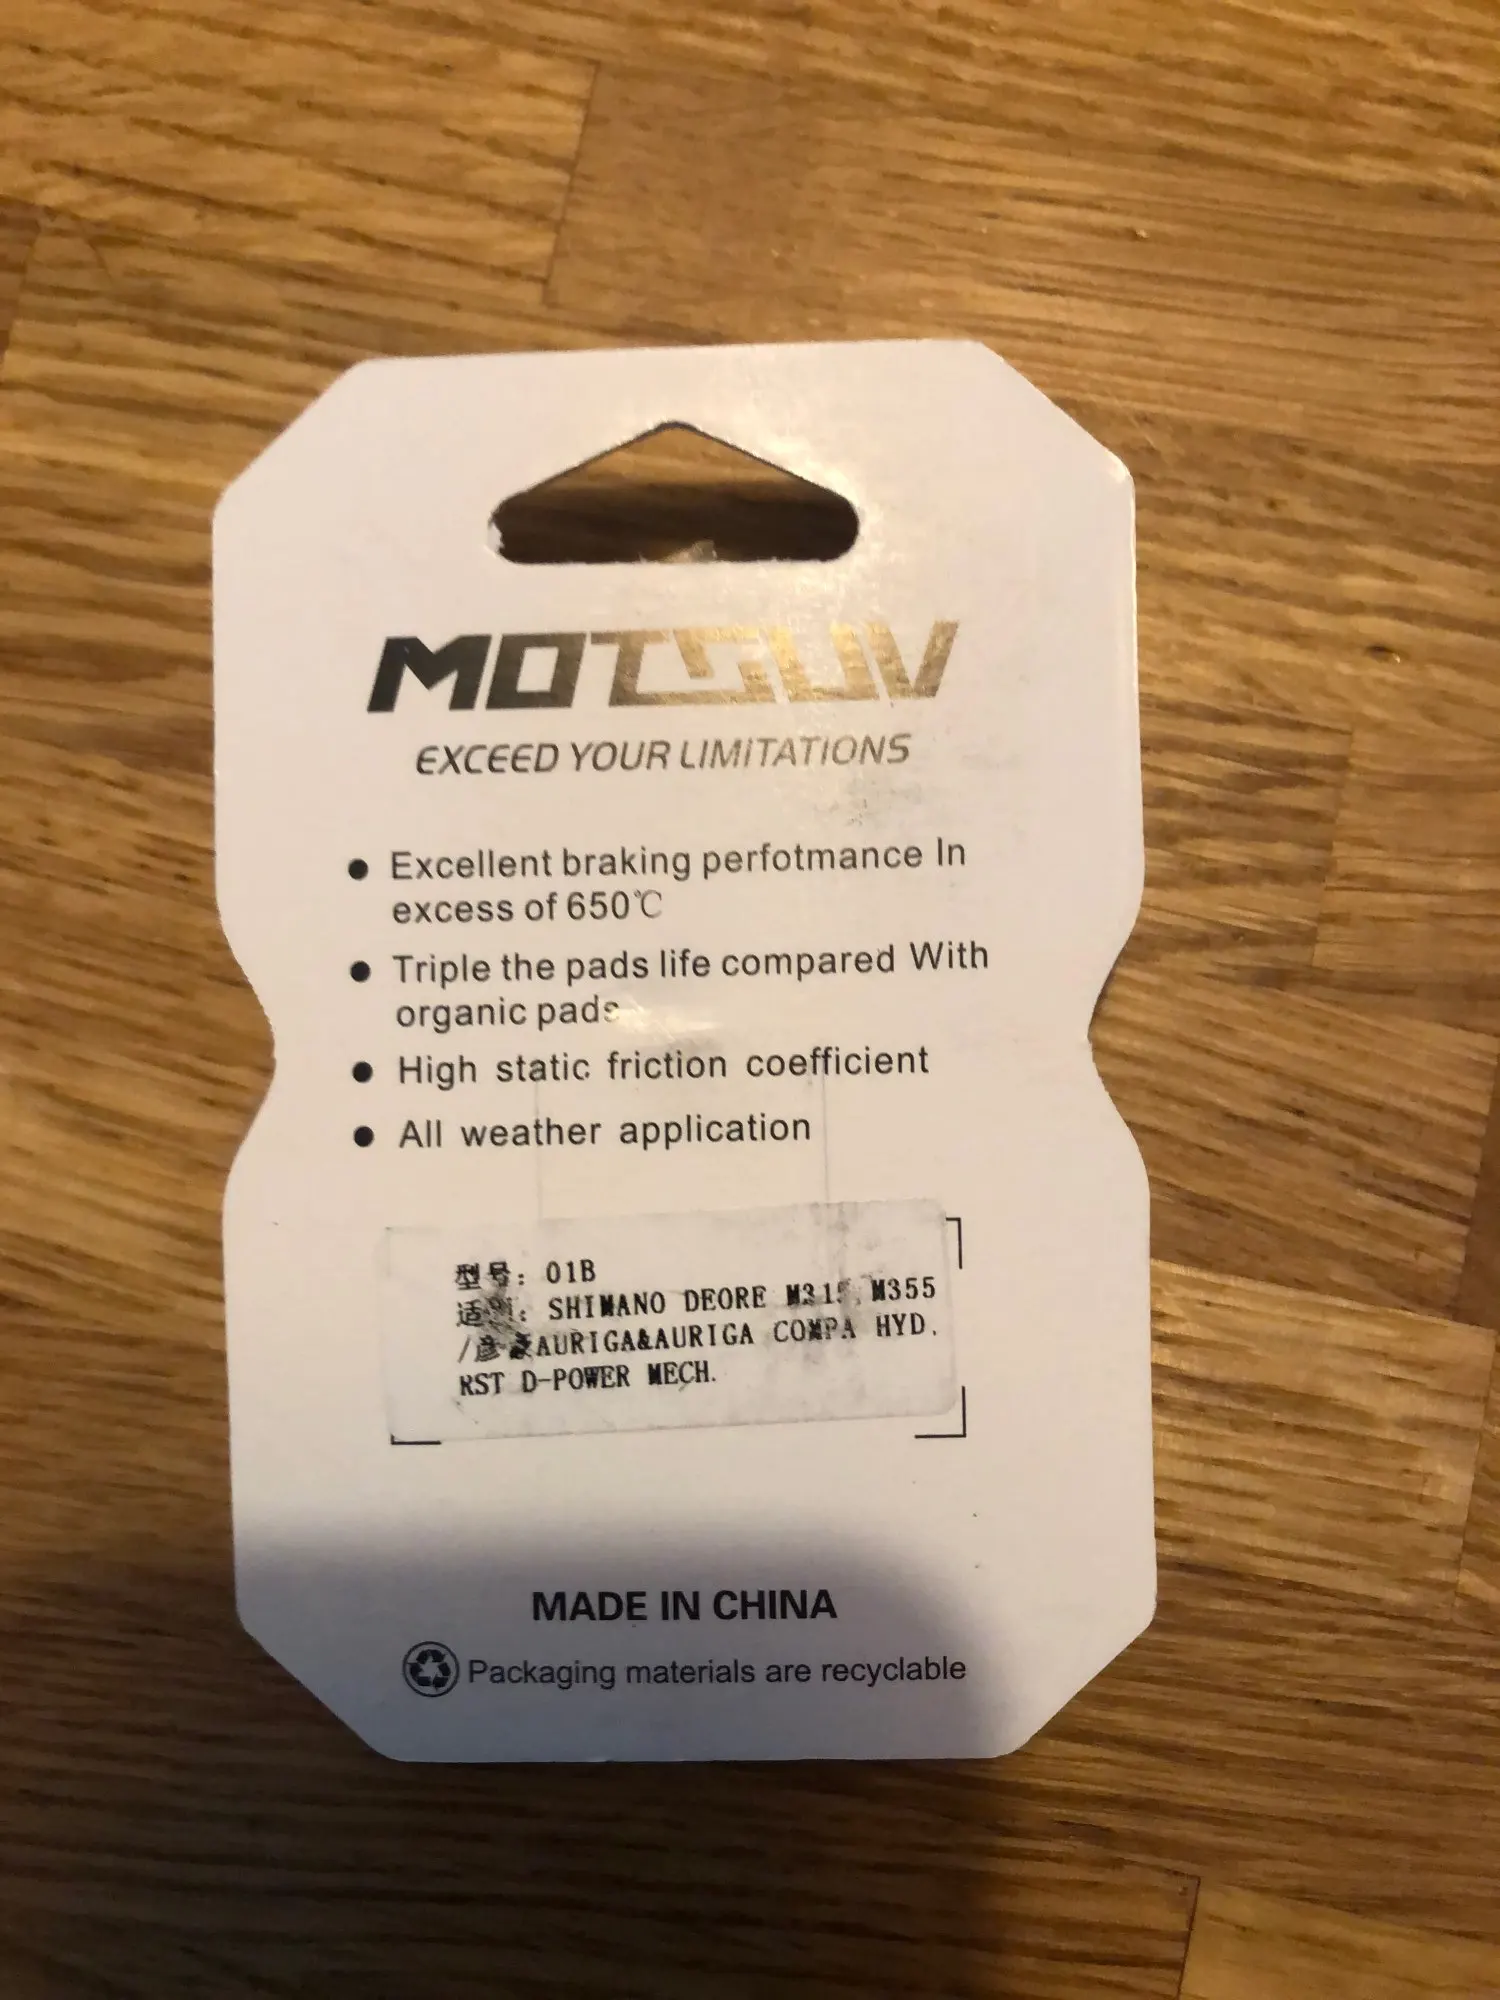 MOTSUV
EXCEED YOUR LIMITATIONS
● Excellent braking perfotmance In
excess of 650℃
● Triple the pads life compared With
organic pads
● High static friction coefficient
● All weather application
型号: 01B
SHIMANO DEORE M315, M355
AURIGA&AURIGA COMPA HYD.
RST D-POWER MECH.
MADE IN CHINA
Packaging materials are recyclable